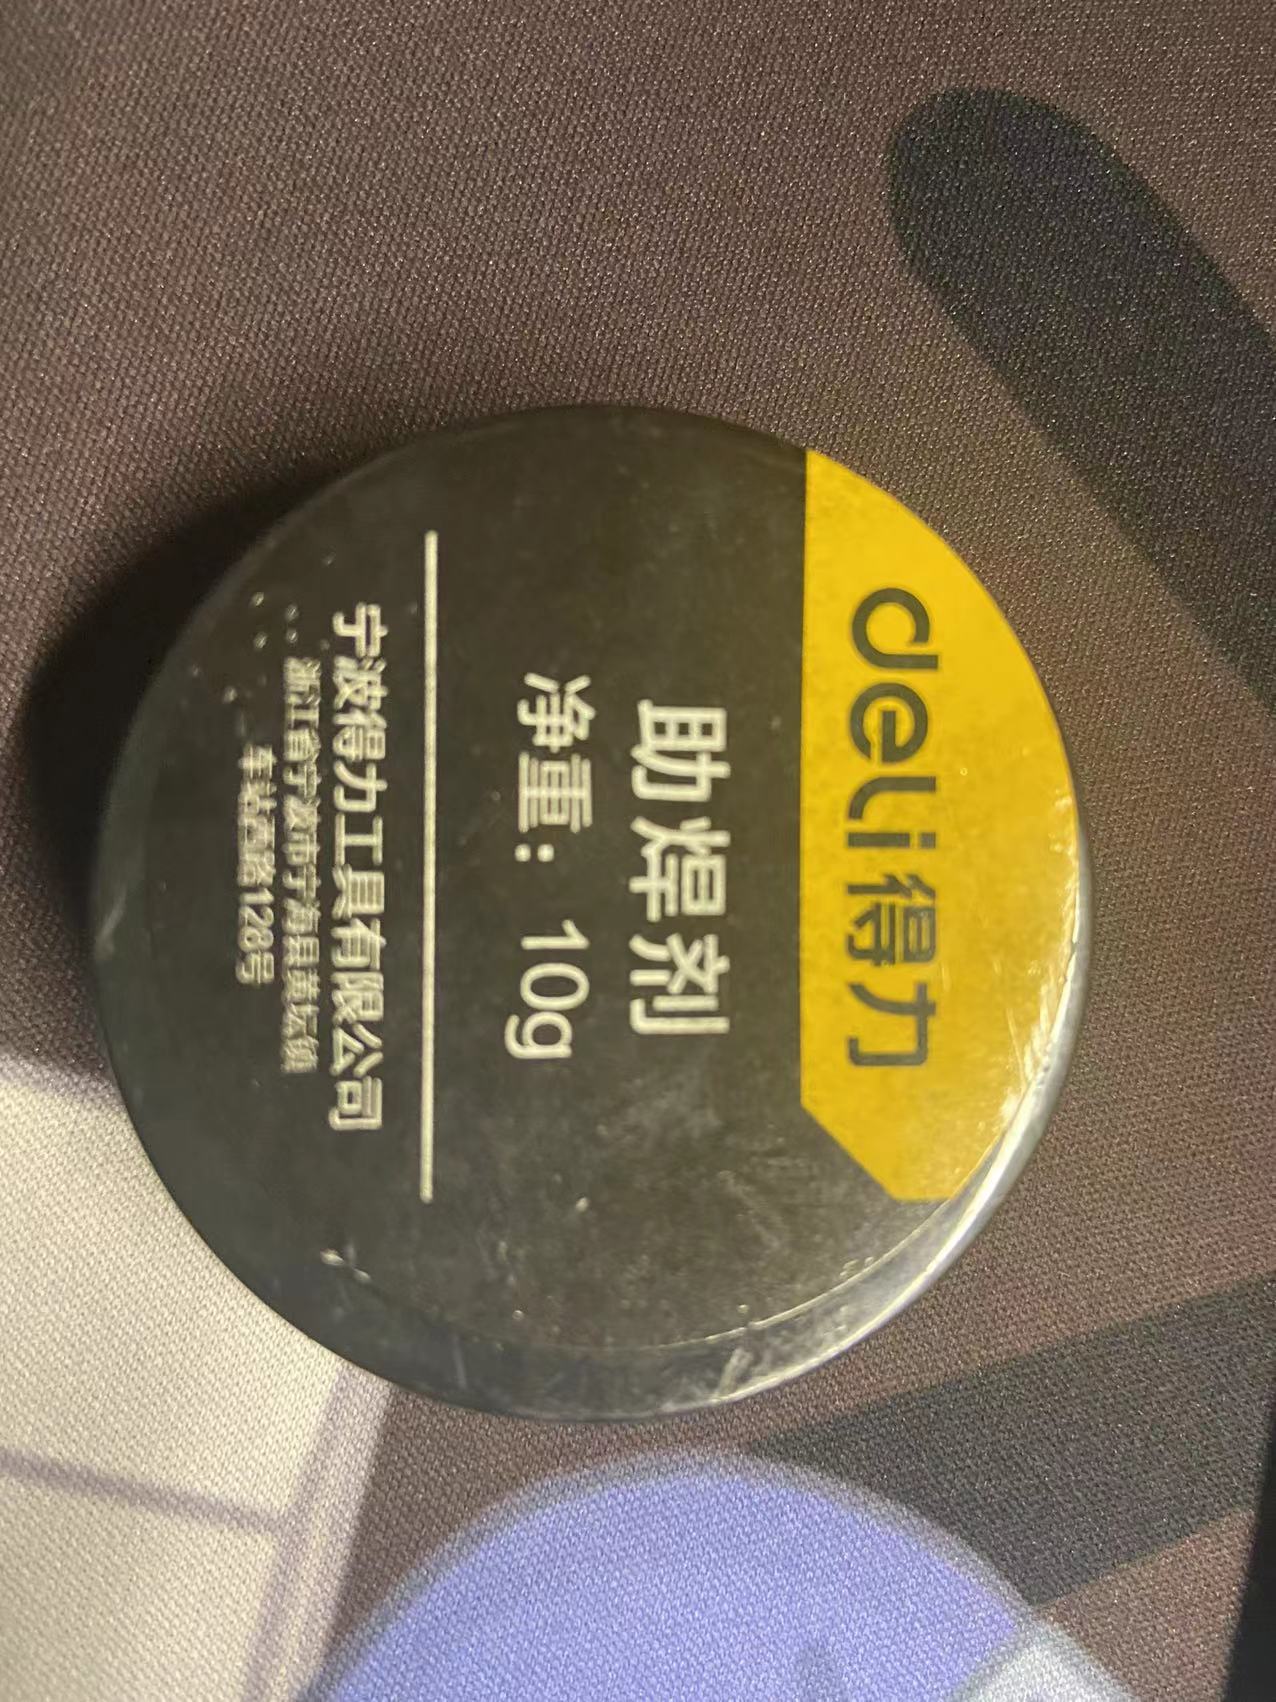 deli得力
助焊剂
净重：10g
宁波得力工具有限公司
浙江省宁波市宁海县黄坛镇
车站西路128号